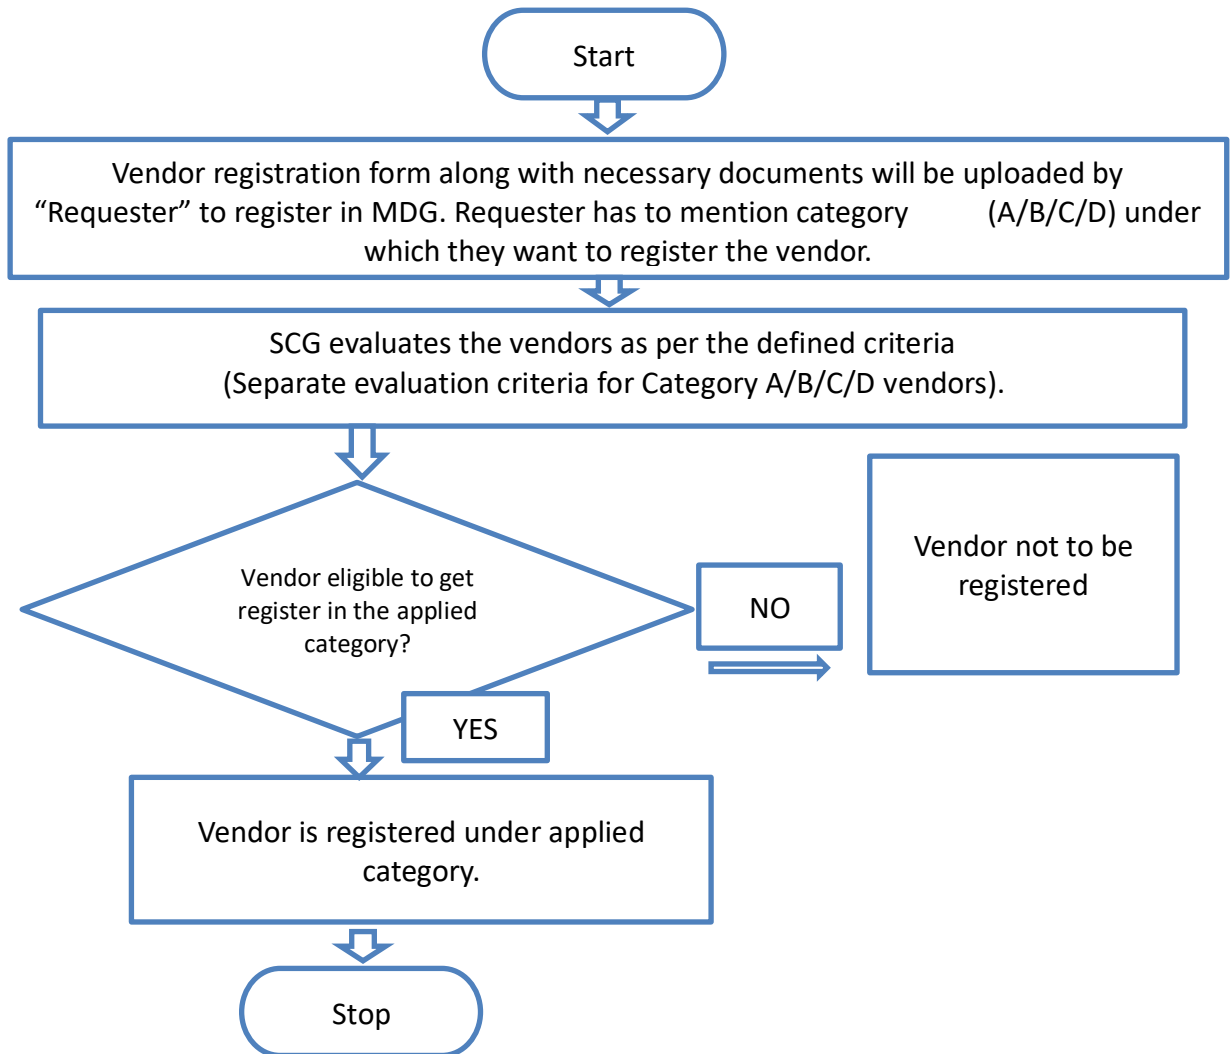 Start
Vendor registration form along with necessary documents will be uploaded by
“Requester” to register in MDG. Requester has to mention category (A/B/C/D) under
which they want to register the vendor.
SCG evaluates the vendors as per the defined criteria
(Separate evaluation criteria for Category A/B/C/D vendors).
Vendor eligible to get
register in the applied
category?
NO
Vendor not to be
registered
YES
Vendor is registered under applied
category.
Stop